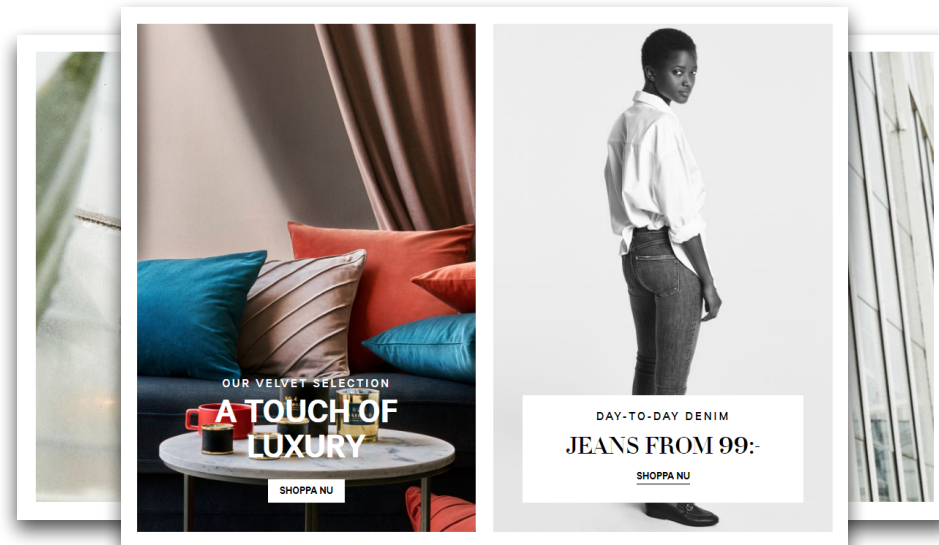 OUR VELVET SELECTION
A TOUCH OF
LUXURY
SHOPPA NU
DAY-TO-DAY DENIM
JEANS FROM 99:-
SHOPPA NU